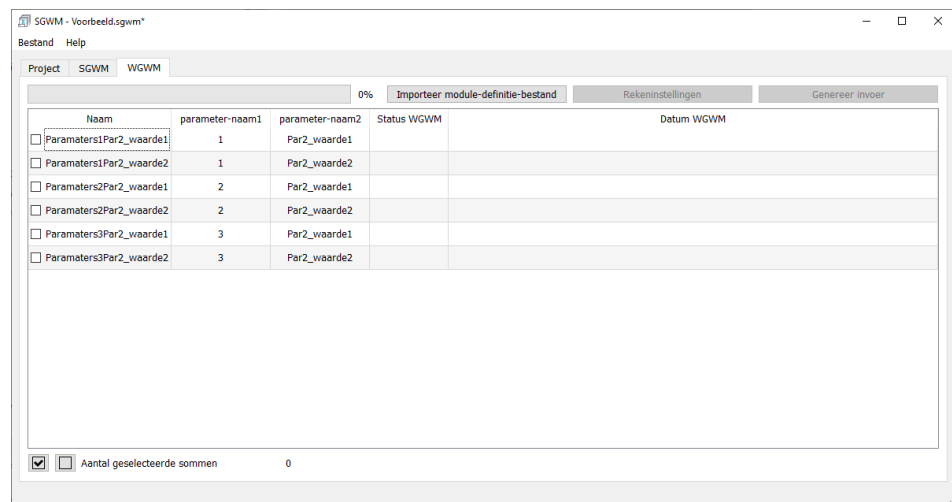 SGWM - Voorbeeld.sgwm*
Bestand Help
Project SGWM WGWM
0% Importeer module-definitie-bestand Rekeninstellingen Genereer invoer
Naam parameter-naam1 parameter-naam2 Status WGWM Datum WGWM
Paramaters1Par2_waarde1 1 Par2_waarde1
Paramaters1Par2_waarde2 1 Par2_waarde2
Paramaters2Par2_waarde1 2 Par2_waarde1
Paramaters2Par2_waarde2 2 Par2_waarde2
Paramaters3Par2_waarde1 3 Par2_waarde1
Paramaters3Par2_waarde2 3 Par2_waarde2
Aantal geselecteerde sommen 0